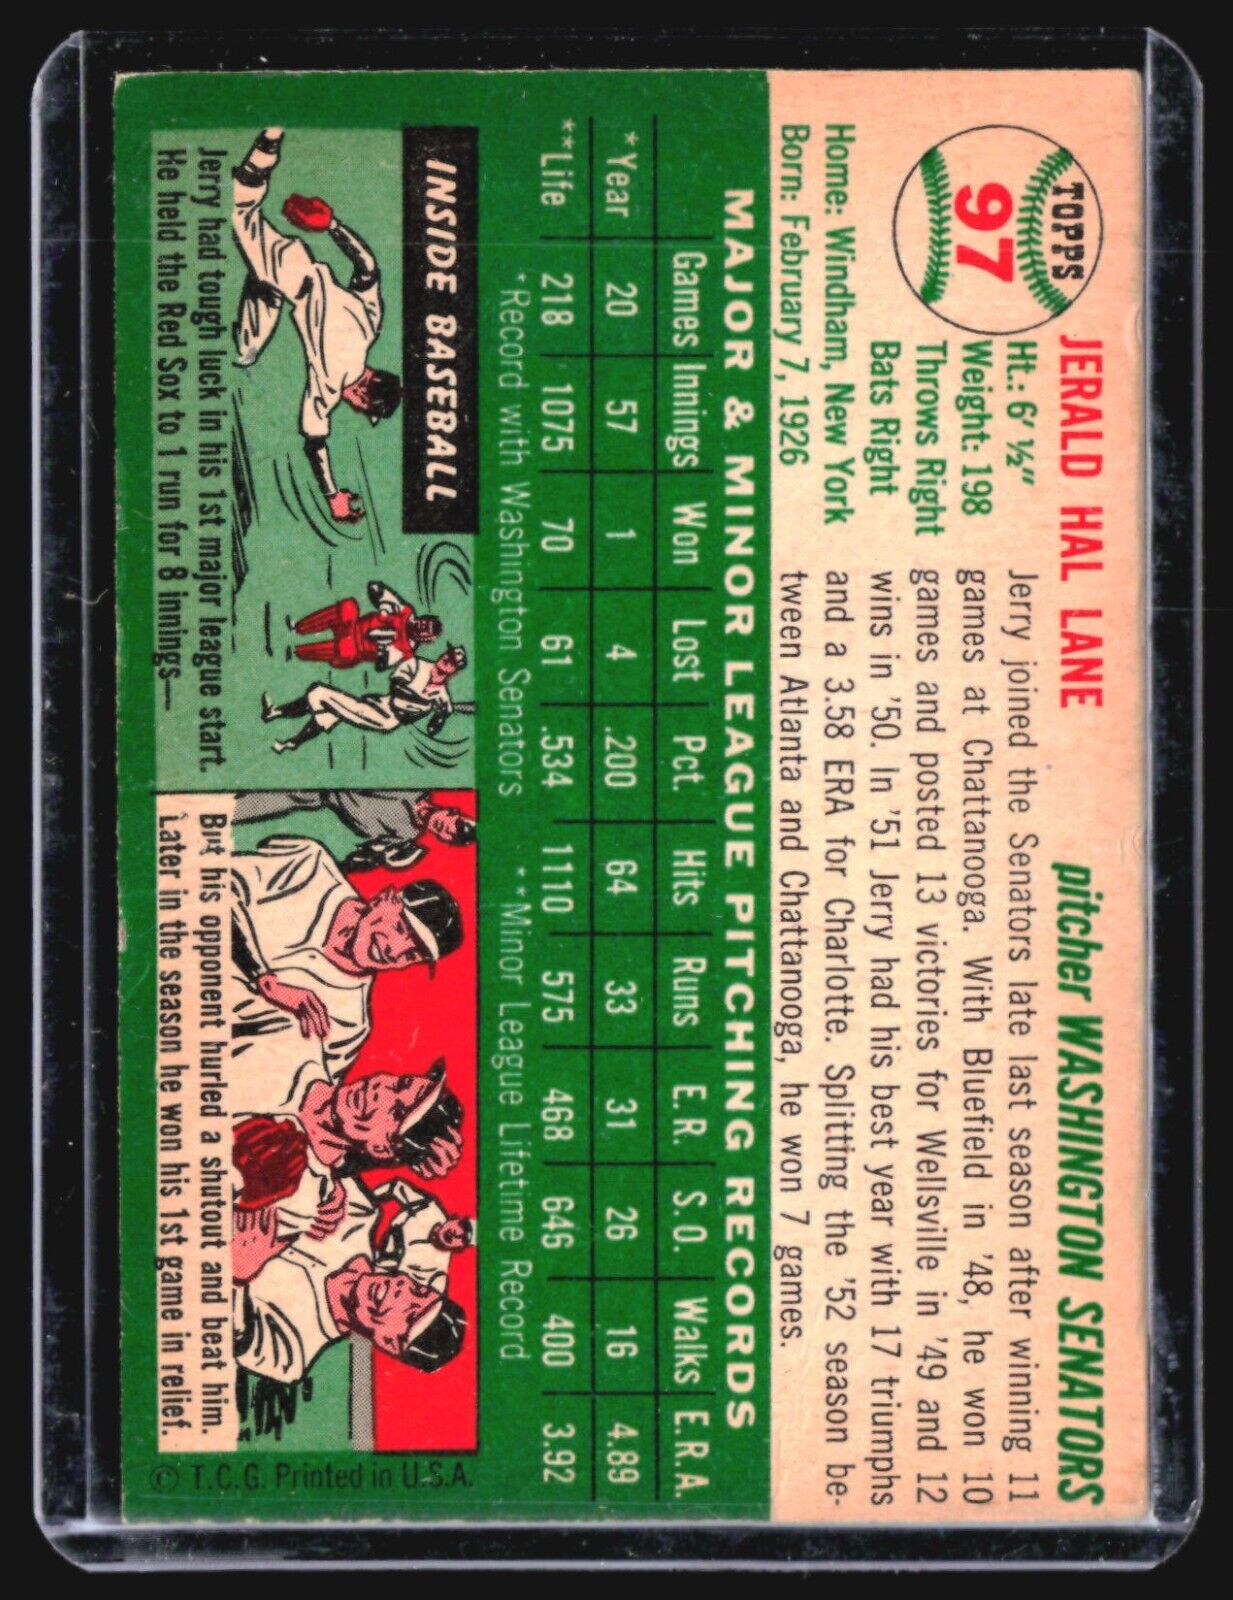 TOPPS
97
JERALD HAL LANE
pitcher WASHINGTON SENATORS
Ht.: 6' ½"
Weight: 198
Throws Right
Bats Right
Home: Windham, New York
Born: February 7, 1926
Jerry joined the Senators late last season after winning 11
games at Chattanooga. With Bluefield in '48, he won 10
games and posted 13 victories for Wellsville in '49 and 12
wins in '50. In '51 Jerry had his best year with 17 triumphs
and a 3.58 ERA for Charlotte. Splitting the '52 season be-
tween Atlanta and Chattanooga, he won 7 games.
MAJOR & MINOR LEAGUE PITCHING RECORDS
Games Innings Won Lost Pct. Hits Runs E.R. S.O. Walks E.R.A.
*Year 20 57 1 4 .200 64 33 31 26 16 4.89
**Life 218 1075 70 61 .534 1110 575 468 646 400 3.92
*Record with Washington Senators **Minor League Lifetime Record
INSIDE BASEBALL
Jerry had tough luck in his 1st major league start.
He held the Red Sox to 1 run for 8 innings—
But his opponent hurled a shutout and beat him.
Later in the season he won his 1st game in relief.
© T.C.G. Printed in U.S.A.